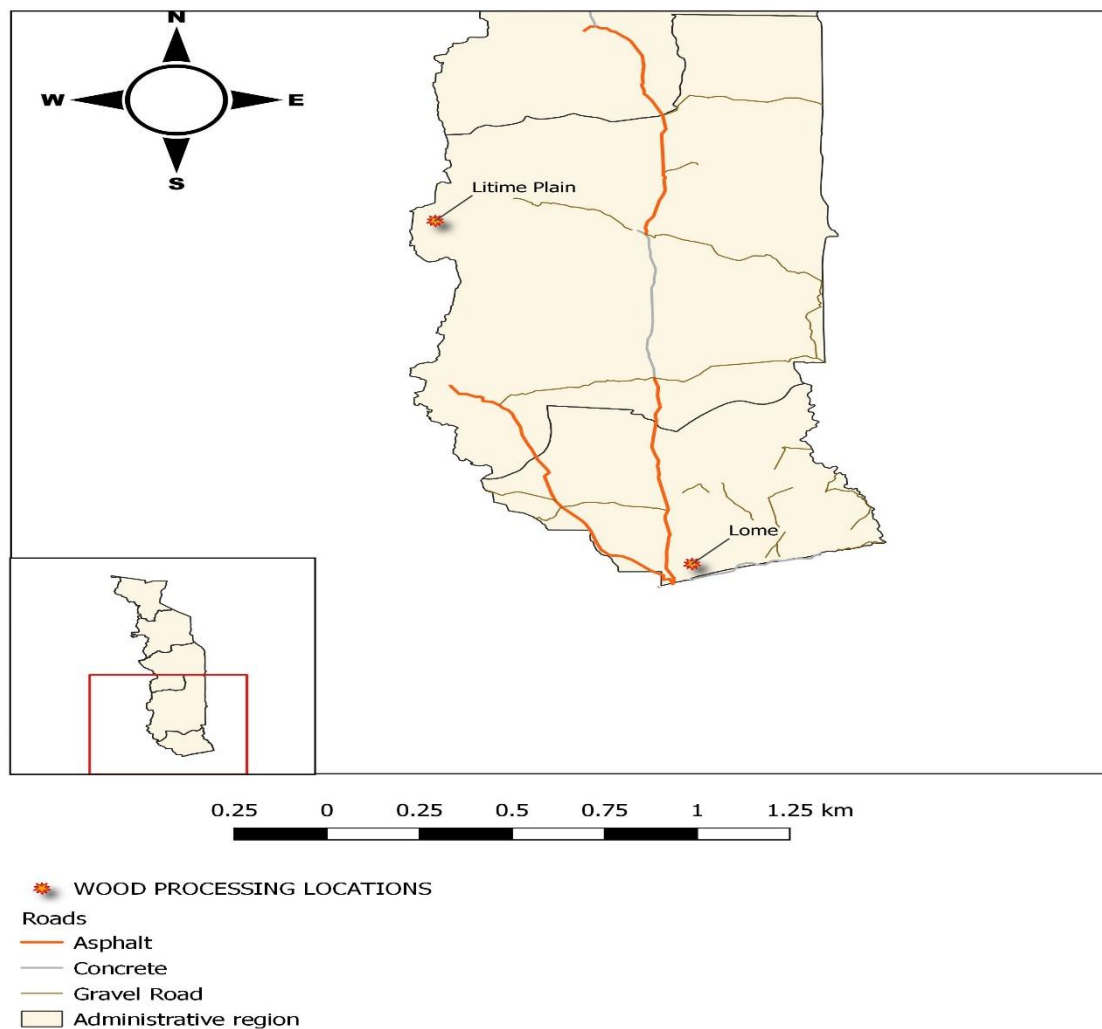 N
W E
S
Litime Plain
Lome
0.25 0 0.25 0.5 0.75 1 1.25 km
WOOD PROCESSING LOCATIONS
Roads
Asphalt
Concrete
Gravel Road
Administrative region